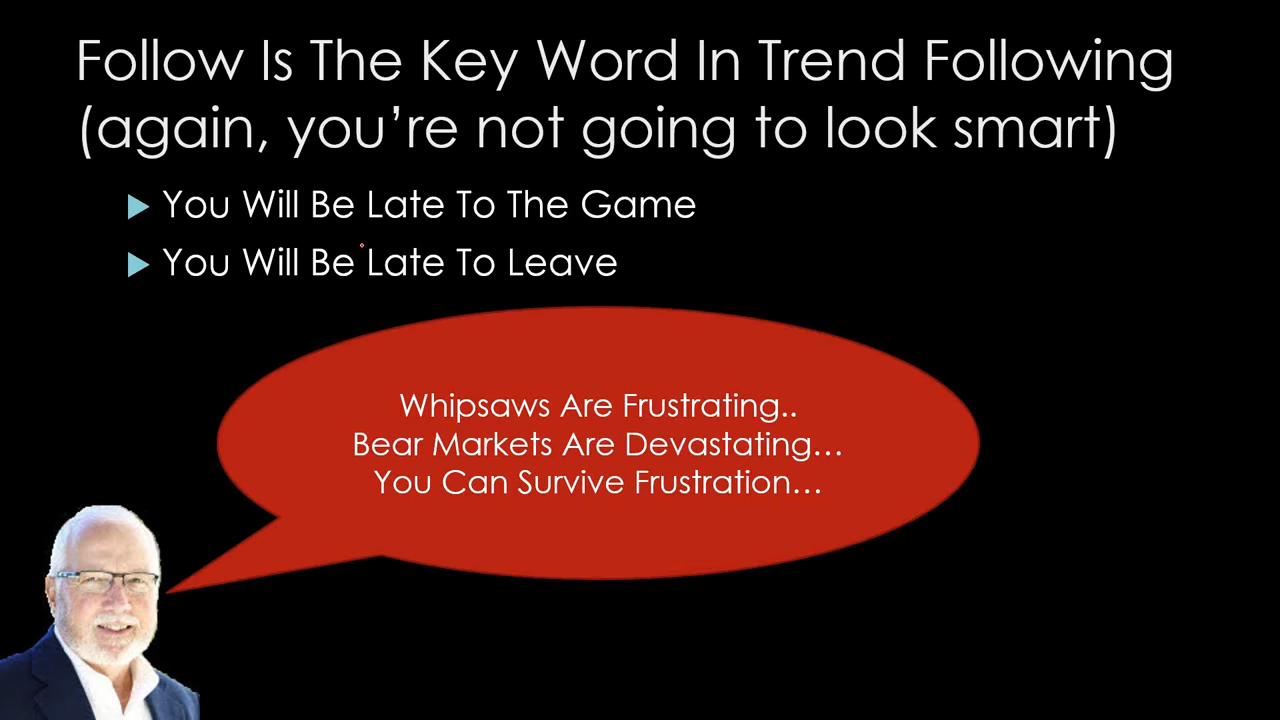 Follow Is The Key Word In Trend Following
(again, you’re not going to look smart)
You Will Be Late To The Game
You Will Be Late To Leave
Whipsaws Are Frustrating..
Bear Markets Are Devastating…
You Can Survive Frustration…